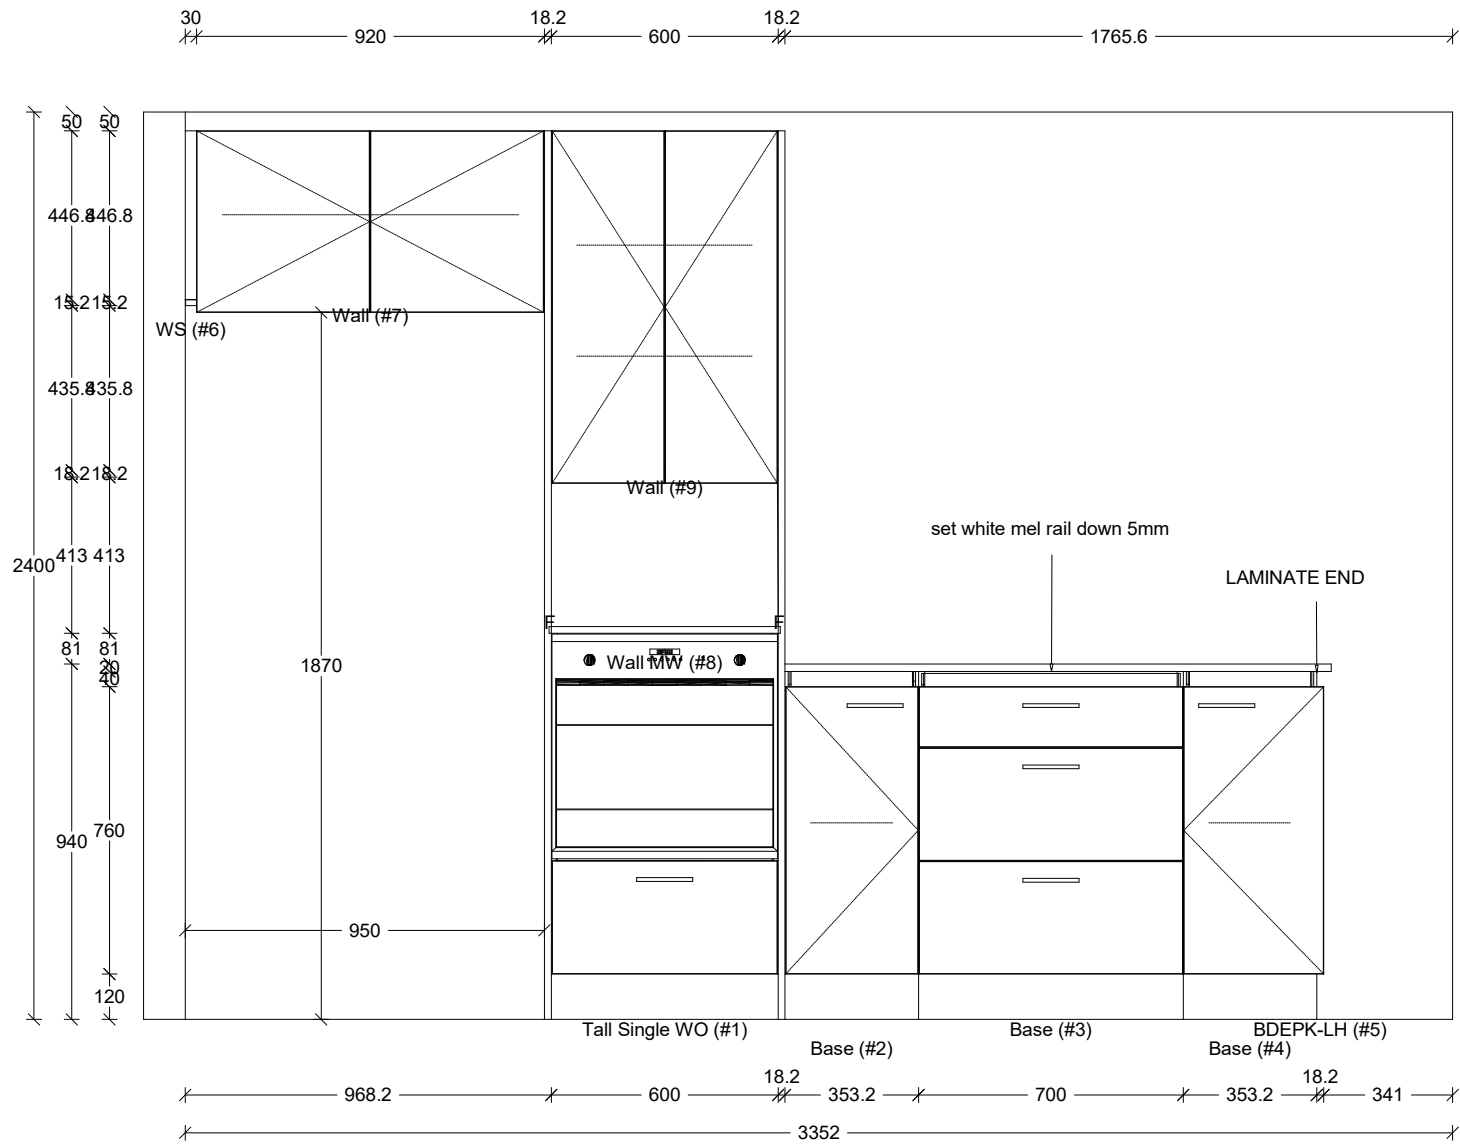 30
18.2
18.2
920
600
1765.6
50 50
446.8 446.8
15.2 15.2
WS (#6)
Wall (#7)
435.8 435.8
18.2 18.2
Wall (#9)
set white mel rail down 5mm
413 413
2400
LAMINATE END
F F
81 81
20
40
1870
Wall MW (#8)
940
760
950
120
Tall Single WO (#1)
Base (#3)
BDEPK-LH (#5)
Base (#2)
Base (#4)
18.2
18.2
968.2
600
353.2
700
353.2
341
3352